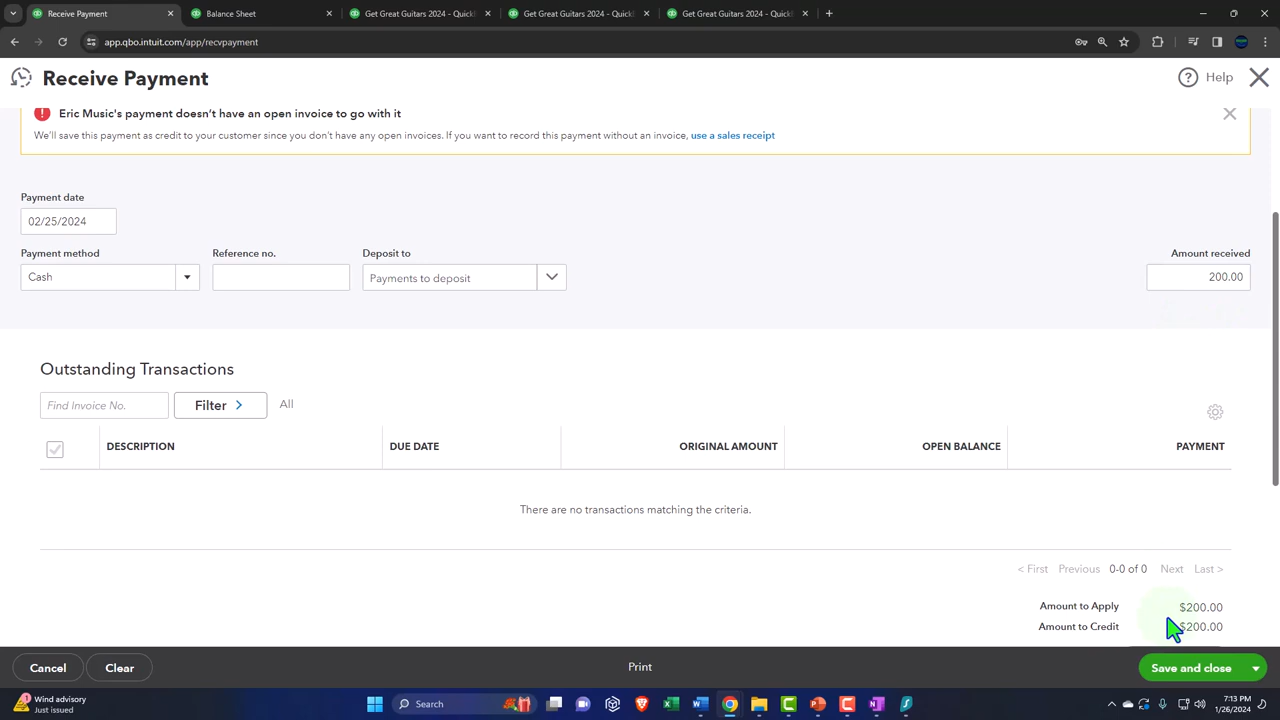 Receive Payment
Balance Sheet
Get Great Guitars 2024 - Quick
Get Great Guitars 2024 - Quick
Get Great Guitars 2024 - Quick
app.qbo.intuit.com/app/recvpayment
Receive Payment
Help
Eric Music's payment doesn't have an open invoice to go with it
We'll save this payment as credit to your customer since you don't have any open invoices. If you want to record this payment without an invoice, use a sales receipt
Payment date
02/25/2024
Payment method Reference no. Deposit to Amount received
Cash Payments to deposit 200.00
Outstanding Transactions
Find Invoice No. Filter > All
DESCRIPTION DUE DATE ORIGINAL AMOUNT OPEN BALANCE PAYMENT
There are no transactions matching the criteria.
< First Previous 0-0 of 0 Next Last >
Amount to Apply $200.00
Amount to Credit $200.00
Cancel Clear Print Save and close
Wind advisory
Just issued
Search
7:13 PM
1/26/2024